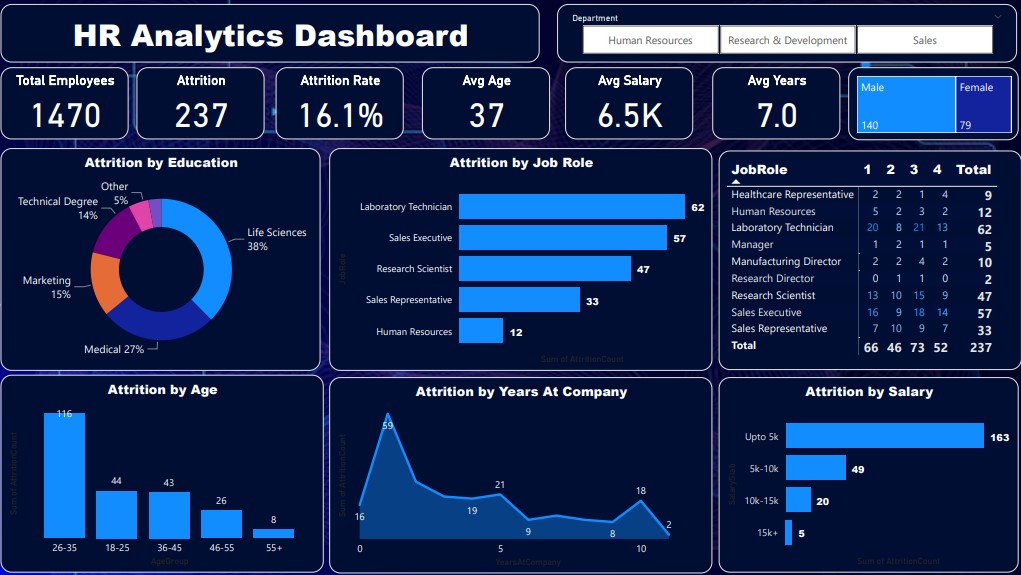 HR Analytics Dashboard
Department
Human Resources
Research & Development
Sales
Total Employees
1470
Attrition
237
Attrition Rate
16.1%
Avg Age
37
Avg Salary
6.5K
Avg Years
7.0
Male
140
Female
79
Attrition by Education
Other
5%
Technical Degree
14%
Life Sciences
38%
Marketing
15%
Medical 27%
Attrition by Job Role
JobRole
Laboratory Technician 62
Sales Executive 57
Research Scientist 47
Sales Representative 33
Human Resources 12
Sum of AttritionCount
JobRole 1 2 3 4 Total
Healthcare Representative 2 2 1 4 9
Human Resources 5 2 3 2 12
Laboratory Technician 20 8 21 13 62
Manager 1 2 1 1 5
Manufacturing Director 2 2 4 2 10
Research Director 0 1 1 0 2
Research Scientist 13 10 15 9 47
Sales Executive 16 9 18 14 57
Sales Representative 7 10 9 7 33
Total 66 46 73 52 237
Attrition by Age
Sum of AttritionCount
116
44
43
26
8
26-35 18-25 36-45 46-55 55+
AgeGroup
Attrition by Years At Company
Sum of AttritionCount
59
16
19
21
9
8
18
2
0 5 10
YearsAtCompany
Attrition by Salary
SalarySlab
Upto 5k 163
5k-10k 49
10k-15k 20
15k+ 5
Sum of AttritionCount